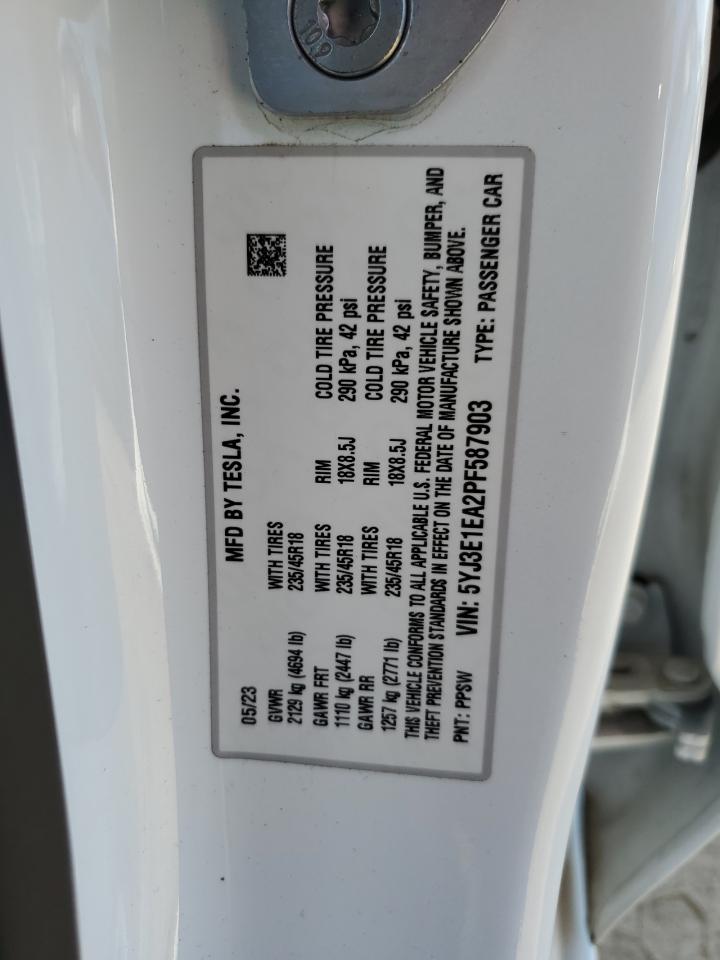 109
MFD BY TESLA, INC.
05/23
GVWR WITH TIRES
2129 kg (4694 lb) 235/45R18
GAWR FRT WITH TIRES RIM COLD TIRE PRESSURE
1110 kg (2447 lb) 235/45R18 18X8.5J 290 kPa, 42 psi
GAWR RR WITH TIRES RIM COLD TIRE PRESSURE
1257 kg (2771 lb) 235/45R18 18X8.5J 290 kPa, 42 psi
THIS VEHICLE CONFORMS TO ALL APPLICABLE U.S. FEDERAL MOTOR VEHICLE SAFETY, BUMPER, AND
THEFT PREVENTION STANDARDS IN EFFECT ON THE DATE OF MANUFACTURE SHOWN ABOVE.
PNT: PPSW VIN: 5YJ3E1EA2PF587903 TYPE: PASSENGER CAR